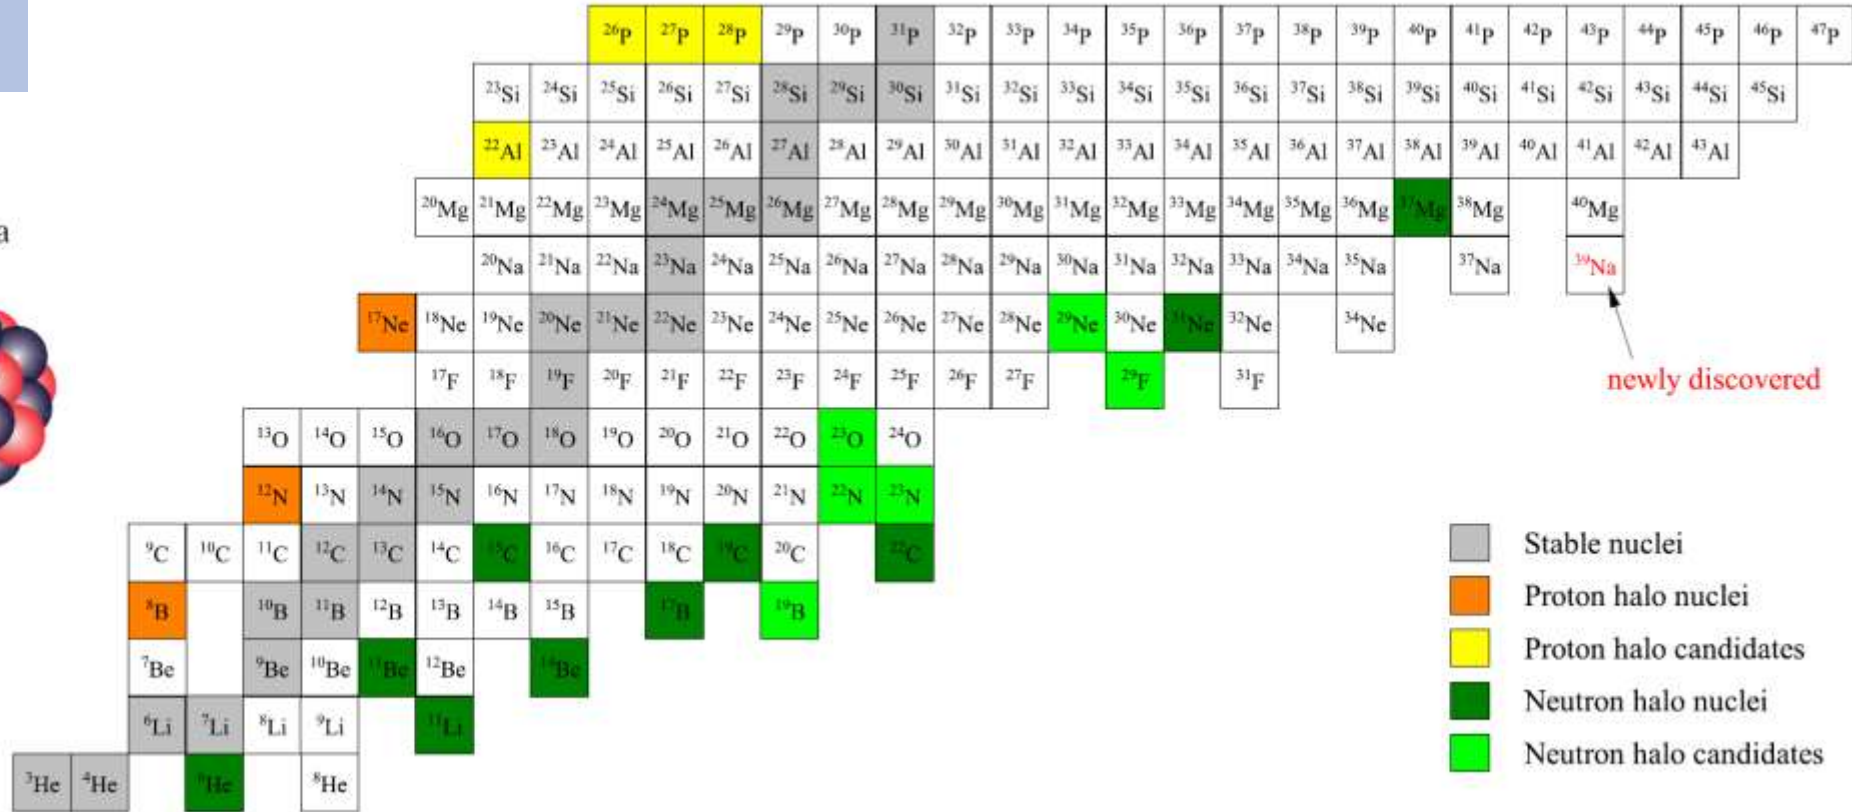 ²⁶P ²⁷P ²⁸P ²⁹P ³⁰P ³¹P ³²P ³³P ³⁴P ³⁵P ³⁶P ³⁷P ³⁸P ³⁹P ⁴⁰P ⁴¹P ⁴²P ⁴³P ⁴⁴P ⁴⁵P ⁴⁶P ⁴⁷P
²³Si ²⁴Si ²⁵Si ²⁶Si ²⁷Si ²⁸Si ²⁹Si ³⁰Si ³¹Si ³²Si ³³Si ³⁴Si ³⁵Si ³⁶Si ³⁷Si ³⁸Si ³⁹Si ⁴⁰Si ⁴¹Si ⁴²Si ⁴³Si ⁴⁴Si ⁴⁵Si
²²Al ²³Al ²⁴Al ²⁵Al ²⁶Al ²⁷Al ²⁸Al ²⁹Al ³⁰Al ³¹Al ³²Al ³³Al ³⁴Al ³⁵Al ³⁶Al ³⁷Al ³⁸Al ³⁹Al ⁴⁰Al ⁴¹Al ⁴²Al ⁴³Al
²⁰Mg ²¹Mg ²²Mg ²³Mg ²⁴Mg ²⁵Mg ²⁶Mg ²⁷Mg ²⁸Mg ²⁹Mg ³⁰Mg ³¹Mg ³²Mg ³³Mg ³⁴Mg ³⁵Mg ³⁶Mg ³⁷Mg ³⁸Mg ⁴⁰Mg
a
²⁰Na ²¹Na ²²Na ²³Na ²⁴Na ²⁵Na ²⁶Na ²⁷Na ²⁸Na ²⁹Na ³⁰Na ³¹Na ³²Na ³³Na ³⁴Na ³⁵Na ³⁷Na ³⁹Na
¹⁷Ne ¹⁸Ne ¹⁹Ne ²⁰Ne ²¹Ne ²²Ne ²³Ne ²⁴Ne ²⁵Ne ²⁶Ne ²⁷Ne ²⁸Ne ²⁹Ne ³⁰Ne ³¹Ne ³²Ne ³⁴Ne
¹⁷F ¹⁸F ¹⁹F ²⁰F ²¹F ²²F ²³F ²⁴F ²⁵F ²⁶F ²⁷F ²⁹F ³¹F
newly discovered
¹³O ¹⁴O ¹⁵O ¹⁶O ¹⁷O ¹⁸O ¹⁹O ²⁰O ²¹O ²²O ²³O ²⁴O
¹²N ¹³N ¹⁴N ¹⁵N ¹⁶N ¹⁷N ¹⁸N ¹⁹N ²⁰N ²¹N ²²N ²³N
⁹C ¹⁰C ¹¹C ¹²C ¹³C ¹⁴C ¹⁵C ¹⁶C ¹⁷C ¹⁸C ¹⁹C ²⁰C ²²C
⁸B ¹⁰B ¹¹B ¹²B ¹³B ¹⁴B ¹⁵B ¹⁷B ¹⁹B
⁷Be ⁹Be ¹⁰Be ¹¹Be ¹²Be ¹⁴Be
⁶Li ⁷Li ⁸Li ⁹Li ¹¹Li
³He ⁴He ⁶He ⁸He
Stable nuclei
Proton halo nuclei
Proton halo candidates
Neutron halo nuclei
Neutron halo candidates